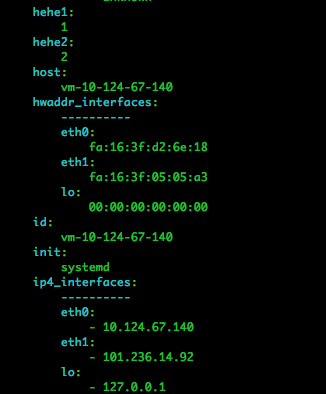 hehe1:
1
hehe2:
2
host:
vm-10-124-67-140
hwaddr_interfaces:
----------
eth0:
fa:16:3f:d2:6e:18
eth1:
fa:16:3f:05:05:a3
lo:
00:00:00:00:00:00
id:
vm-10-124-67-140
init:
systemd
ip4_interfaces:
----------
eth0:
- 10.124.67.140
eth1:
- 101.236.14.92
lo:
- 127.0.0.1